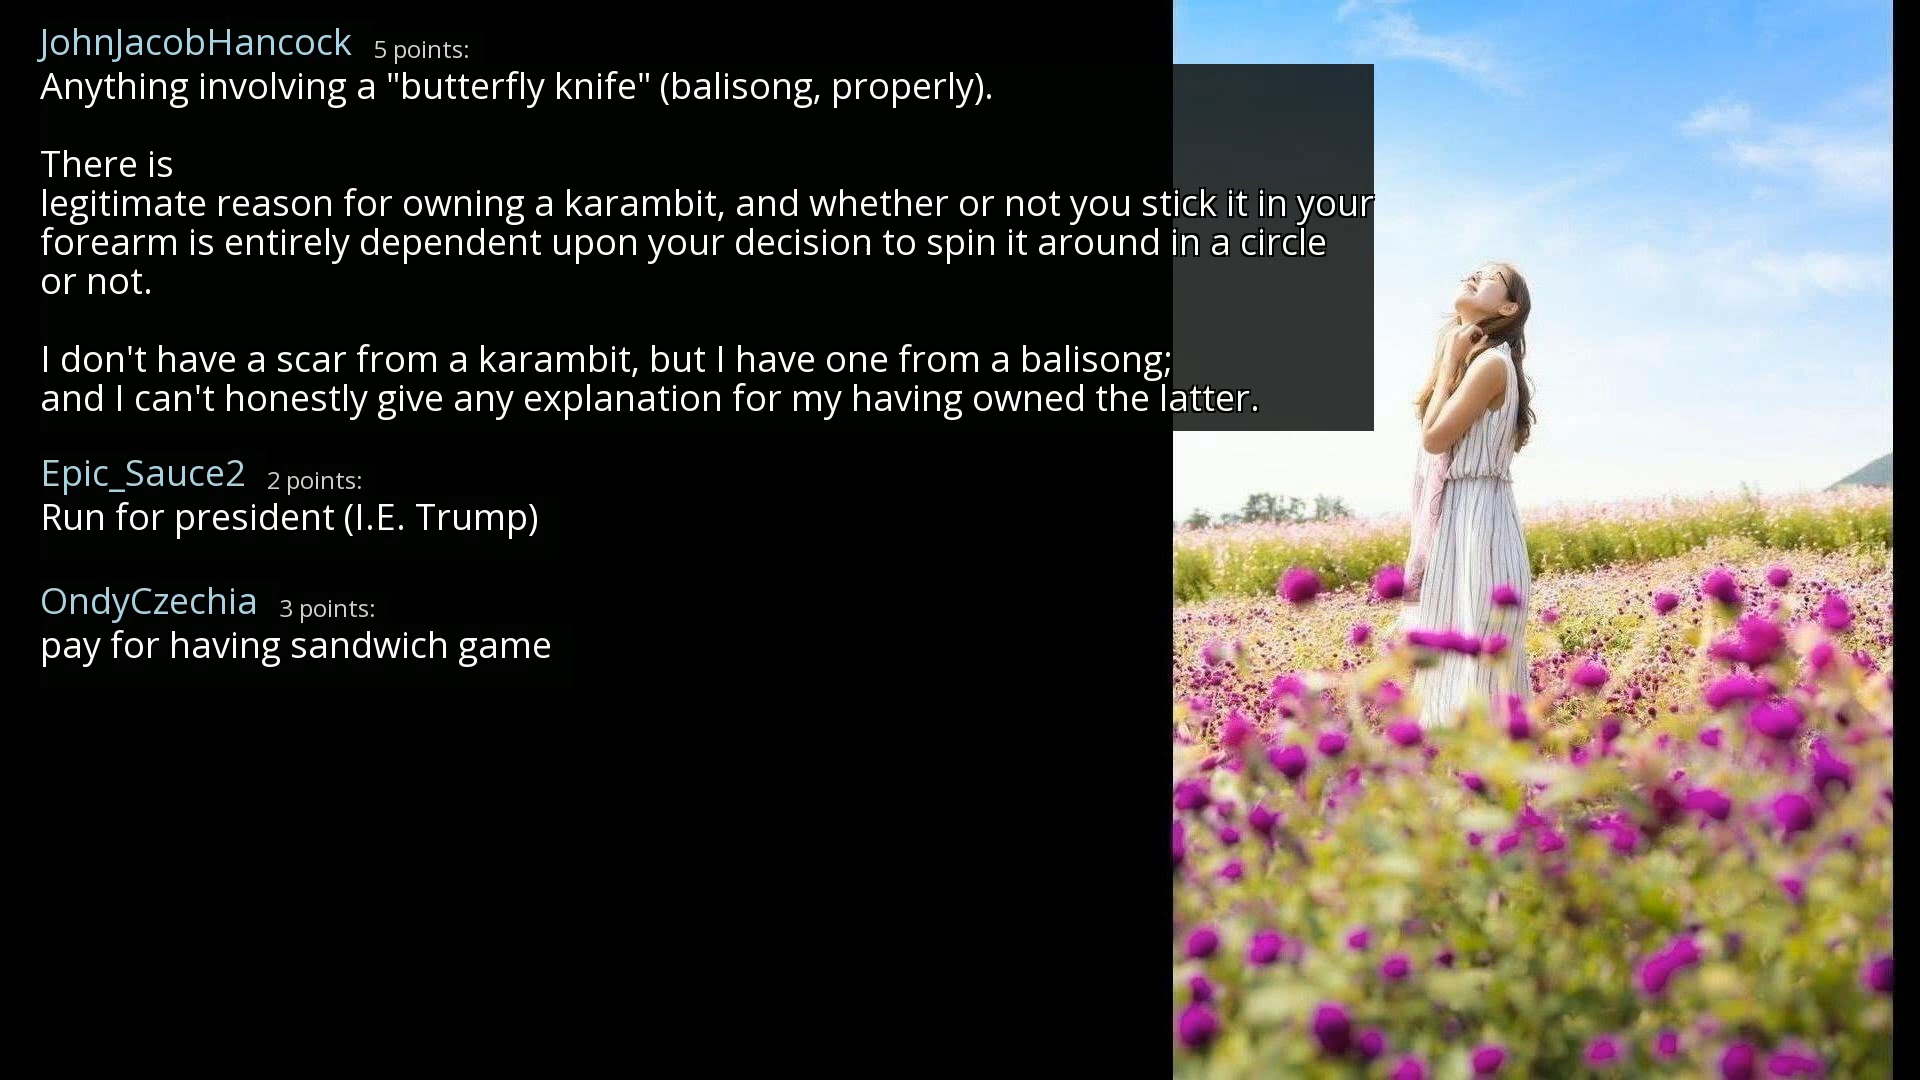 JohnJacobHancock 5 points:
Anything involving a "butterfly knife" (balisong, properly).
There is
legitimate reason for owning a karambit, and whether or not you stick it in your
forearm is entirely dependent upon your decision to spin it around in a circle
or not.
I don't have a scar from a karambit, but I have one from a balisong;
and I can't honestly give any explanation for my having owned the latter.
Epic_Sauce2 2 points:
Run for president (I.E. Trump)
OndyCzechia 3 points:
pay for having sandwich game